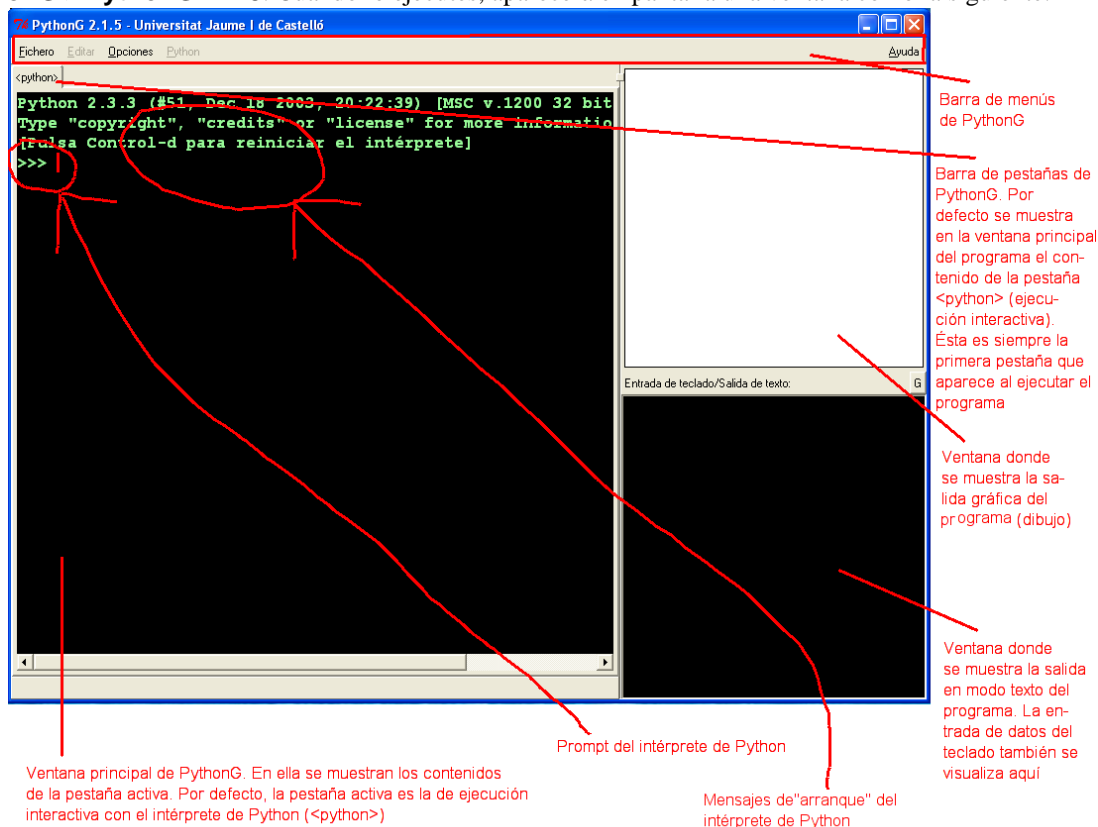 PythonG 2.1.5 - Universitat Jaume I de Castelló
Fichero Editar Opciones Python Ayuda
<python>
Python 2.3.3 (#51, Dec 18 2003, 20:22:39) [MSC v.1200 32 bit
Type "copyright", "credits" or "license" for more informatio
[Pulsa Control-d para reiniciar el intérprete]
>>>
Barra de menús
de PythonG
Barra de pestañas de
PythonG. Por
defecto se muestra
en la ventana principal
del programa el con-
tenido de la pestaña
<python> (ejecu-
ción interactiva).
Ésta es siempre la
primera pestaña que
aparece al ejecutar el
programa
Entrada de teclado/Salida de texto: G
Ventana donde
se muestra la sa-
lida gráfica del
programa (dibujo)
Ventana donde
se muestra la salida
en modo texto del
programa. La en-
trada de datos del
teclado también se
visualiza aquí
Prompt del intérprete de Python
Ventana principal de PythonG. En ella se muestran los contenidos
de la pestaña activa. Por defecto, la pestaña activa es la de ejecución
interactiva con el intérprete de Python (<python>)
Mensajes de"arranque" del
intérprete de Python